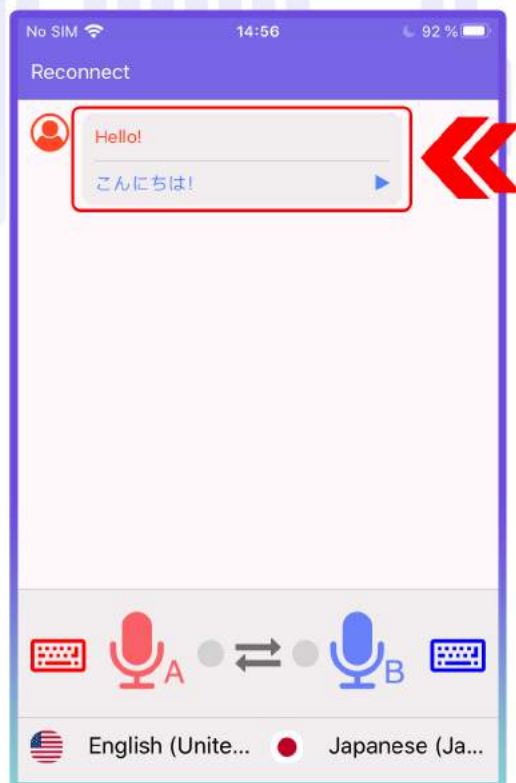 No SIM 14:56 92 %
Reconnect
Hello!
こんにちは!
A B
English (Unite... Japanese (Ja...